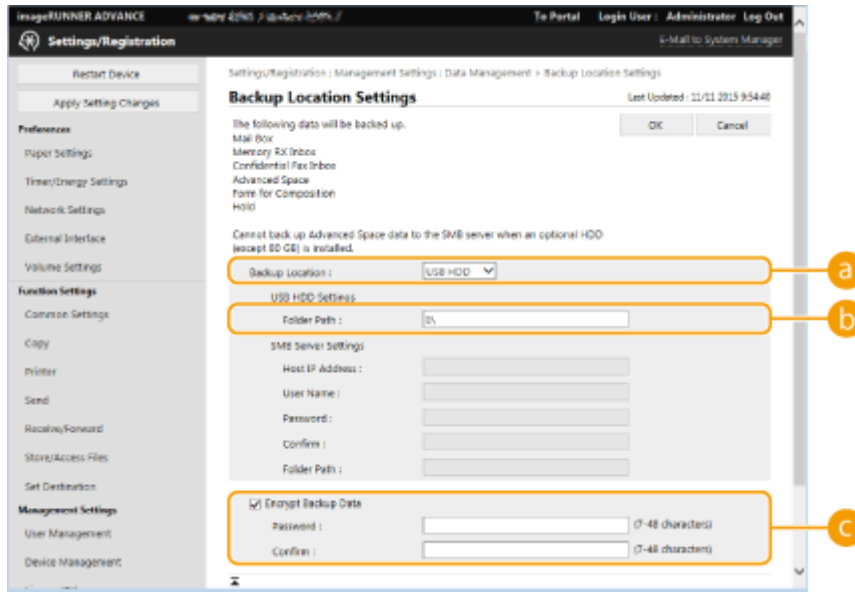 imageRUNNER ADVANCE
To Portal Login User : Administrator Log Out
Settings/Registration
E-Mail to System Manager
Restart Device
Apply Setting Changes
Preferences
Paper Settings
Timer/Energy Settings
Network Settings
External Interface
Volume Settings
Function Settings
Common Settings
Copy
Printer
Send
Receive/Forward
Store/Access Files
Set Destination
Management Settings
User Management
Device Management
Settings/Registration : Management Settings : Data Management > Backup Location Settings
Backup Location Settings
Last Updated : 11/11 2015 9:54:40
The following data will be backed up.
OK Cancel
Mail Box
Memory RX Inbox
Confidential Fax Inbox
Advanced Space
Form for Composition
Hold
Cannot back up Advanced Space data to the SMB server when an optional HDD
(except 80 GB) is installed.
Backup Location : USB HDD
a
USB HDD Settings
Folder Path :
b
SMB Server Settings
Host IP Address :
User Name :
Password :
Confirm :
Folder Path :
Encrypt Backup Data
Password : (7-48 characters)
c
Confirm : (7-48 characters)